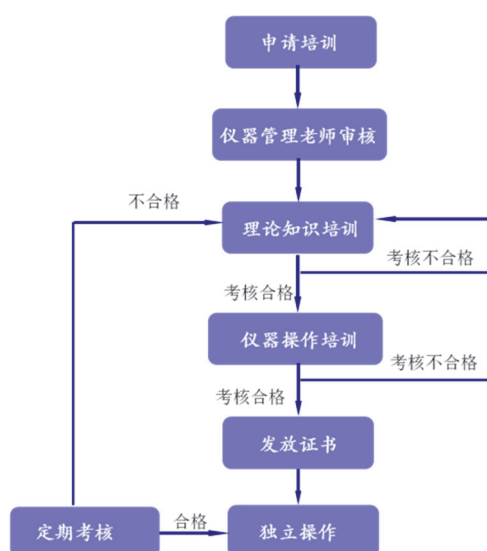 申请培训
仪器管理老师审核
不合格
理论知识培训
考核不合格
考核合格
仪器操作培训
考核不合格
考核合格
发放证书
定期考核
合格
独立操作